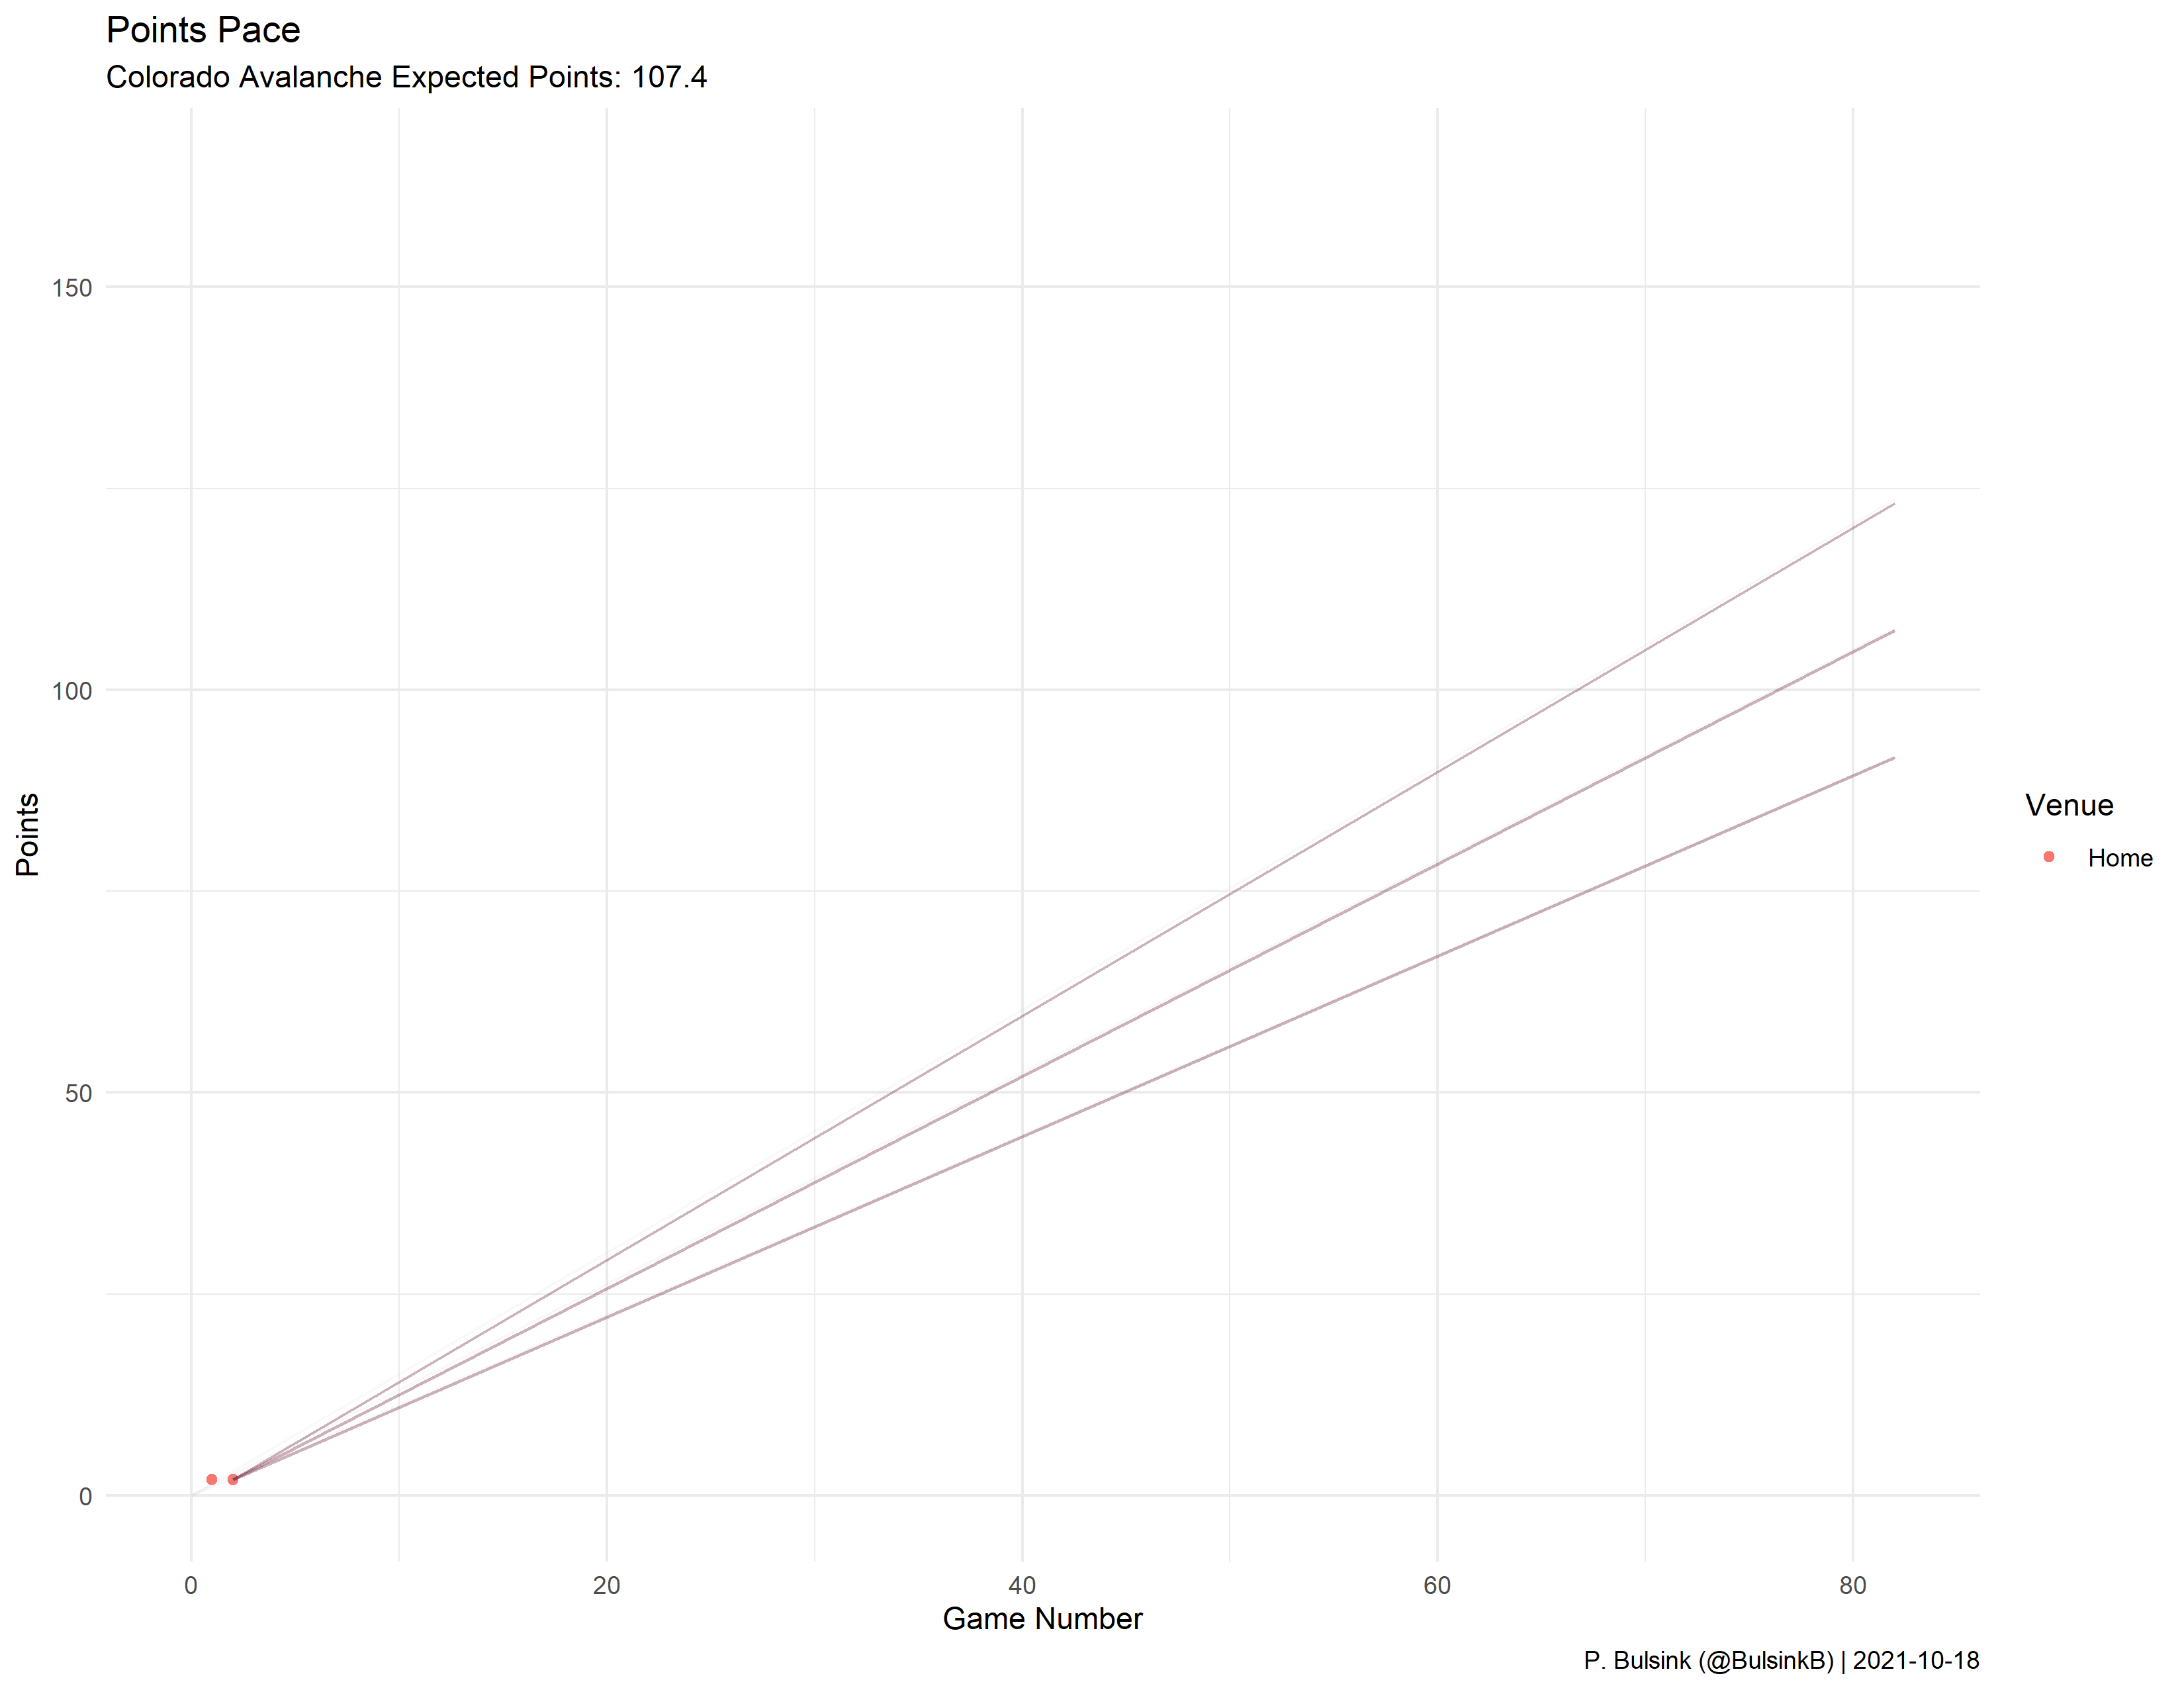 Points Pace
Colorado Avalanche Expected Points: 107.4
150
100
50
0
Points
0 20 40 60 80
Game Number
Venue
Home
P. Bulsink (@BulsinkB) | 2021-10-18